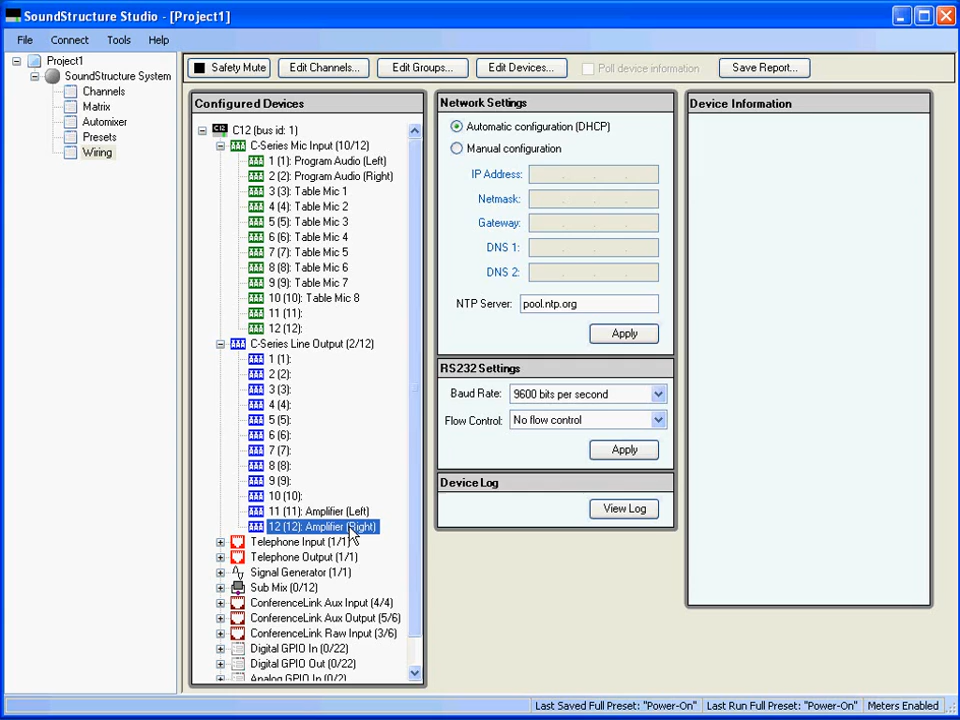 SoundStructure Studio - [Project1]
File Connect Tools Help
Project1
SoundStructure System
Channels
Matrix
Automixer
Presets
Wiring
Safety Mute Edit Channels... Edit Groups... Edit Devices... Poll device information Save Report...
Configured Devices
C12 (bus id: 1)
C-Series Mic Input (10/12)
1 (1): Program Audio (Left)
2 (2): Program Audio (Right)
3 (3): Table Mic 1
4 (4): Table Mic 2
5 (5): Table Mic 3
6 (6): Table Mic 4
7 (7): Table Mic 5
8 (8): Table Mic 6
9 (9): Table Mic 7
10 (10): Table Mic 8
11 (11):
12 (12):
C-Series Line Output (2/12)
1 (1):
2 (2):
3 (3):
4 (4):
5 (5):
6 (6):
7 (7):
8 (8):
9 (9):
10 (10):
11 (11): Amplifier (Left)
12 (12): Amplifier (Right)
Telephone Input (1/1)
Telephone Output (1/1)
Signal Generator (1/1)
Sub Mix (0/12)
ConferenceLink Aux Input (4/4)
ConferenceLink Aux Output (5/6)
ConferenceLink Raw Input (3/6)
Digital GPIO In (0/22)
Digital GPIO Out (0/22)
Analog GPIO In (0/2)
Network Settings
Automatic configuration (DHCP)
Manual configuration
IP Address:
Netmask:
Gateway:
DNS 1:
DNS 2:
NTP Server: pool.ntp.org
Apply
RS232 Settings
Baud Rate: 9600 bits per second
Flow Control: No flow control
Apply
Device Log
View Log
Device Information
Last Saved Full Preset: "Power-On" Last Run Full Preset: "Power-On" Meters Enabled